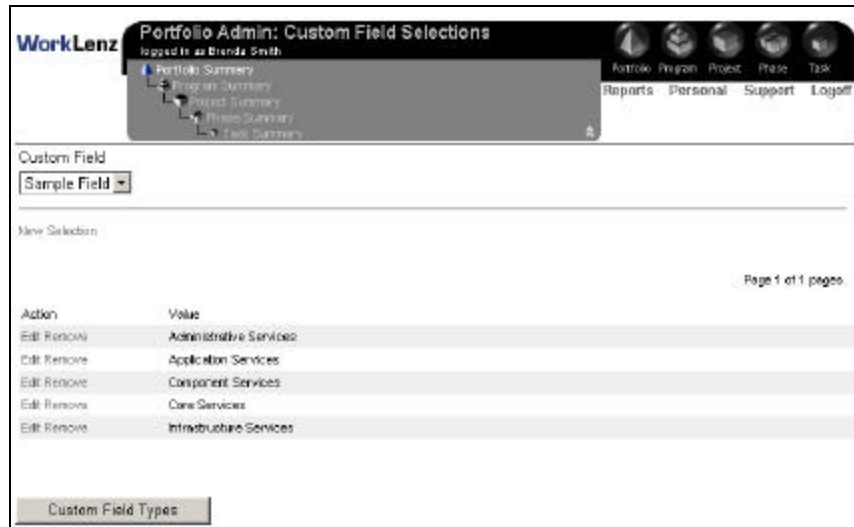 WorkLenz
Portfolio Admin: Custom Field Selections
logged in as Brenda Smith
Portfolio Summary
Program Summary
Project Summary
Phase Summary
Task Summary
Portfolio Program Project Phase Task
Reports Personal Support Logoff
Custom Field
Sample Field
New Selection
Page 1 of 1 pages
Action Value
Edit Remove Administrative Services
Edit Remove Application Services
Edit Remove Component Services
Edit Remove Core Services
Edit Remove Infrastructure Services
Custom Field Types